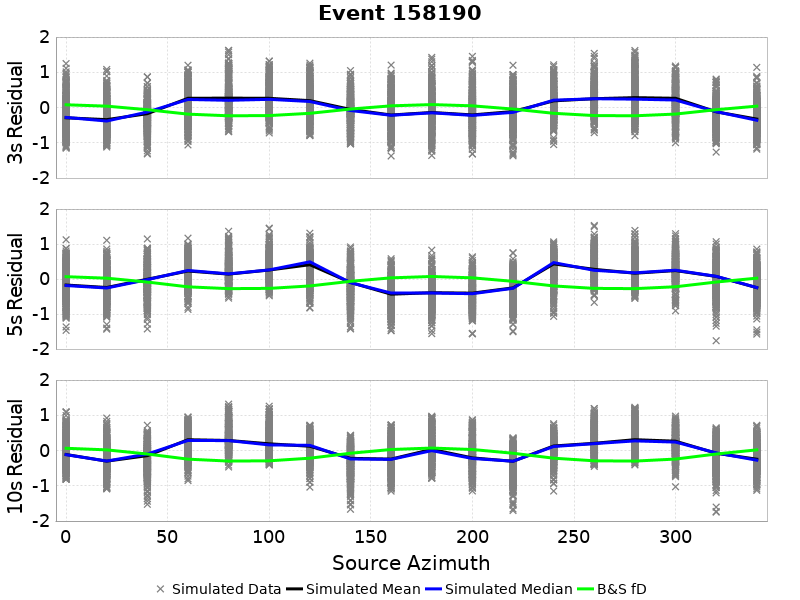 Event 158190
3s Residual
2
1
0
-1
-2
5s Residual
2
1
0
-1
-2
10s Residual
2
1
0
-1
-2
0 50 100 150 200 250 300
Source Azimuth
Simulated Data Simulated Mean Simulated Median B&S fD